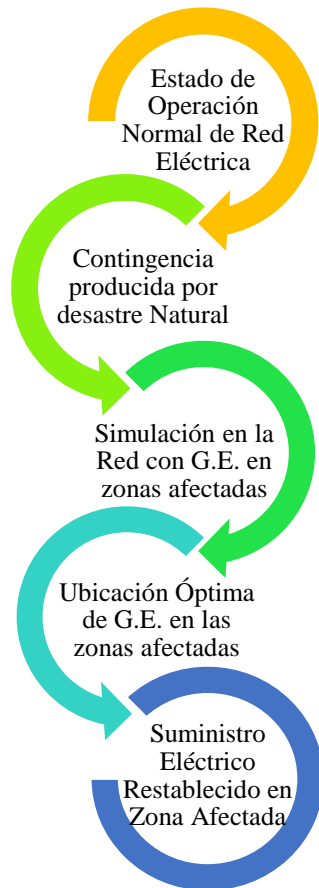 Estado de
Operación
Normal de Red
Eléctrica
Contingencia
producida por
desastre Natural
Simulación en la
Red con G.E. en
zonas afectadas
Ubicación Óptima
de G.E. en las
zonas afectadas
Suministro
Eléctrico
Restablecido en
Zona Afectada